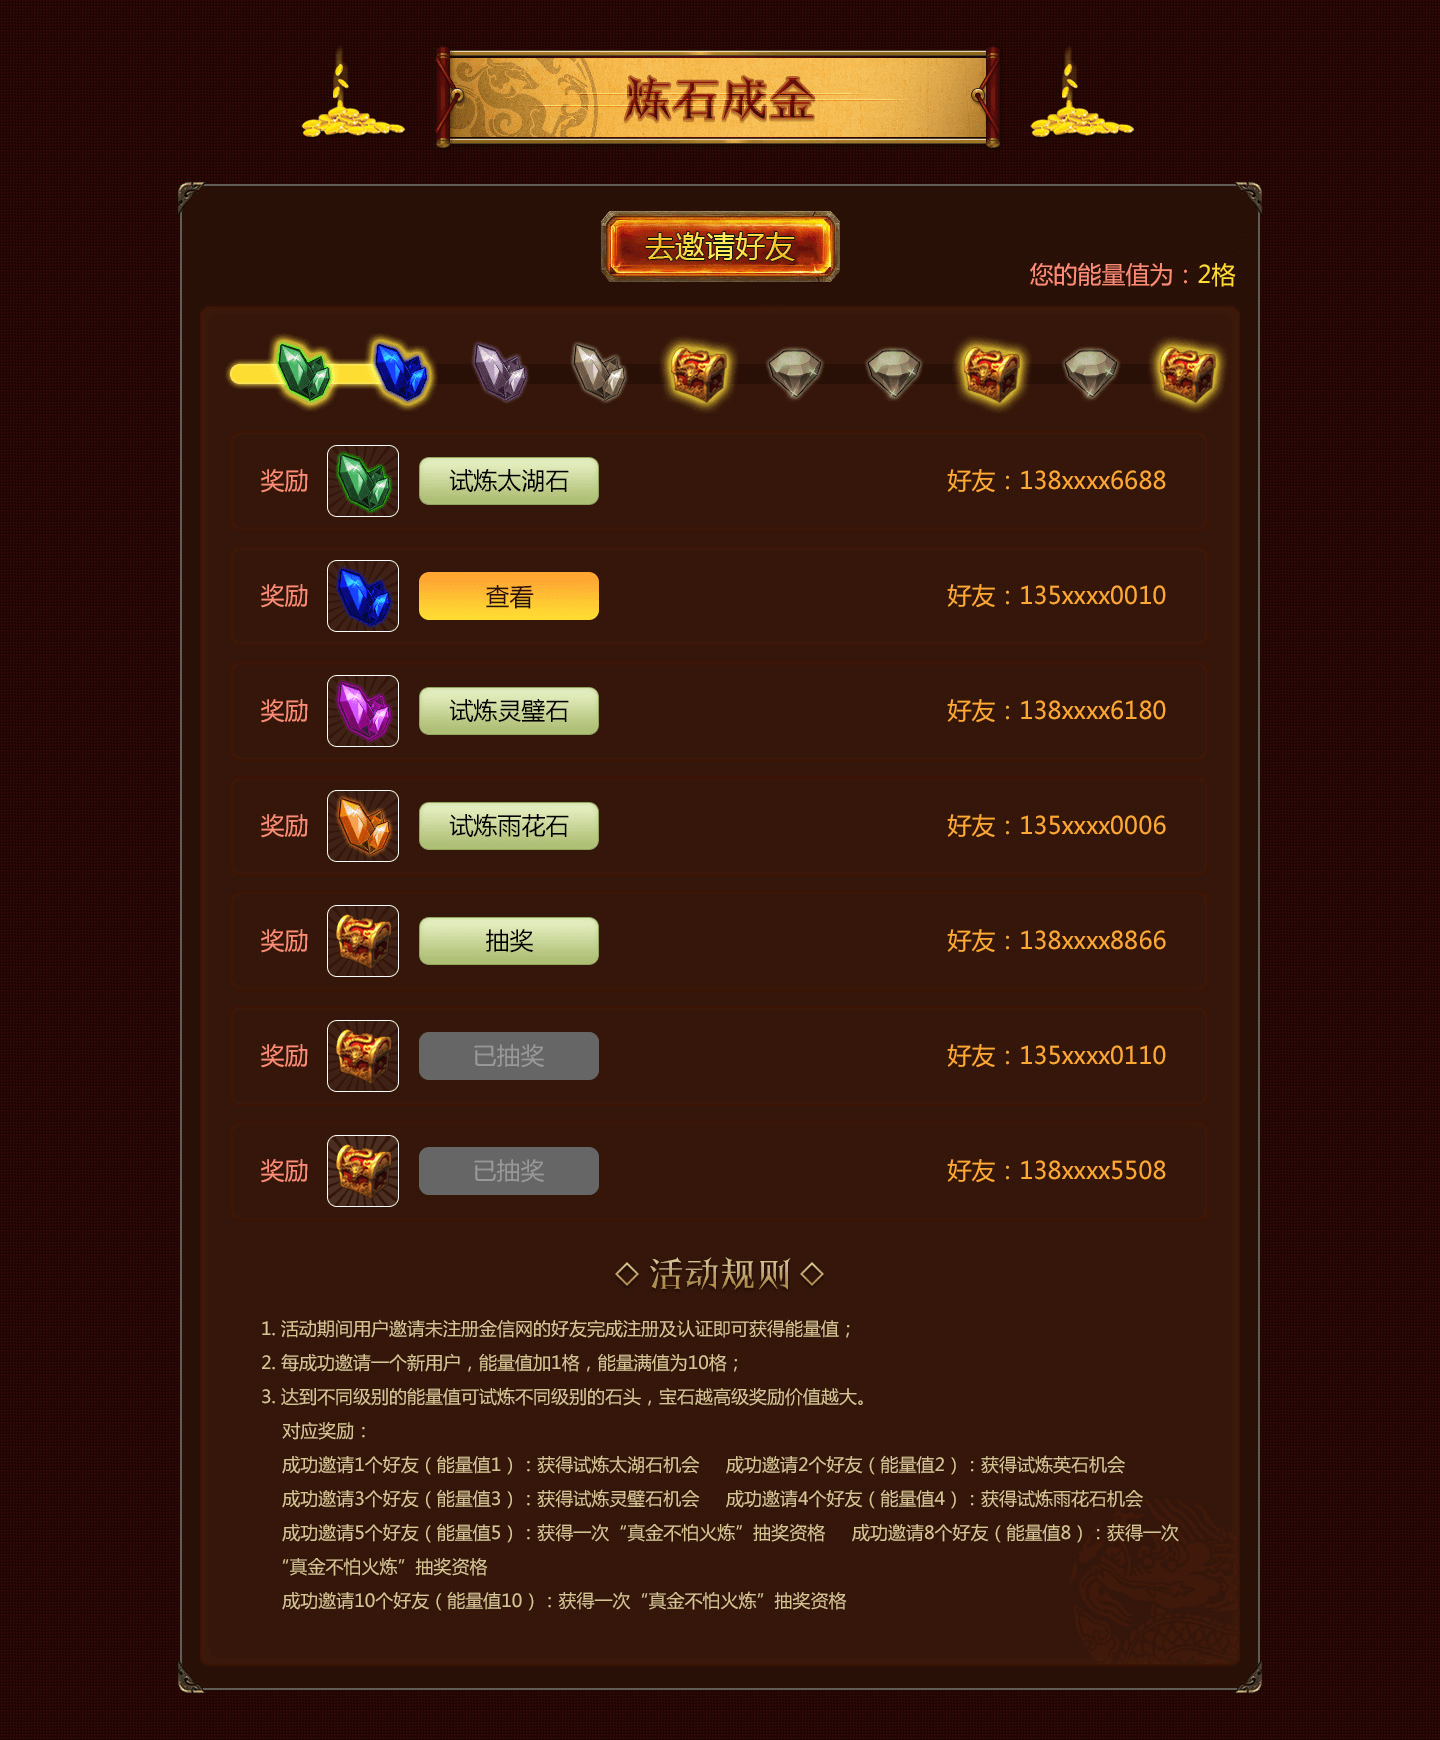 炼石成金
去邀请好友
您的能量值为：2格
奖励 试炼太湖石 好友：138xxxx6688
奖励 查看 好友：135xxxx0010
奖励 试炼灵璧石 好友：138xxxx6180
奖励 试炼雨花石 好友：135xxxx0006
奖励 抽奖 好友：138xxxx8866
奖励 已抽奖 好友：135xxxx0110
奖励 已抽奖 好友：138xxxx5508
活动规则
1. 活动期间用户邀请未注册金信网的好友完成注册及认证即可获得能量值；
2. 每成功邀请一个新用户，能量值加1格，能量满值为10格；
3. 达到不同级别的能量值可试炼不同级别的石头，宝石越高级奖励价值越大。
对应奖励：
成功邀请1个好友（能量值1）：获得试炼太湖石机会 成功邀请2个好友（能量值2）：获得试炼英石机会
成功邀请3个好友（能量值3）：获得试炼灵璧石机会 成功邀请4个好友（能量值4）：获得试炼雨花石机会
成功邀请5个好友（能量值5）：获得一次“真金不怕火炼”抽奖资格 成功邀请8个好友（能量值8）：获得一次
“真金不怕火炼”抽奖资格
成功邀请10个好友（能量值10）：获得一次“真金不怕火炼”抽奖资格